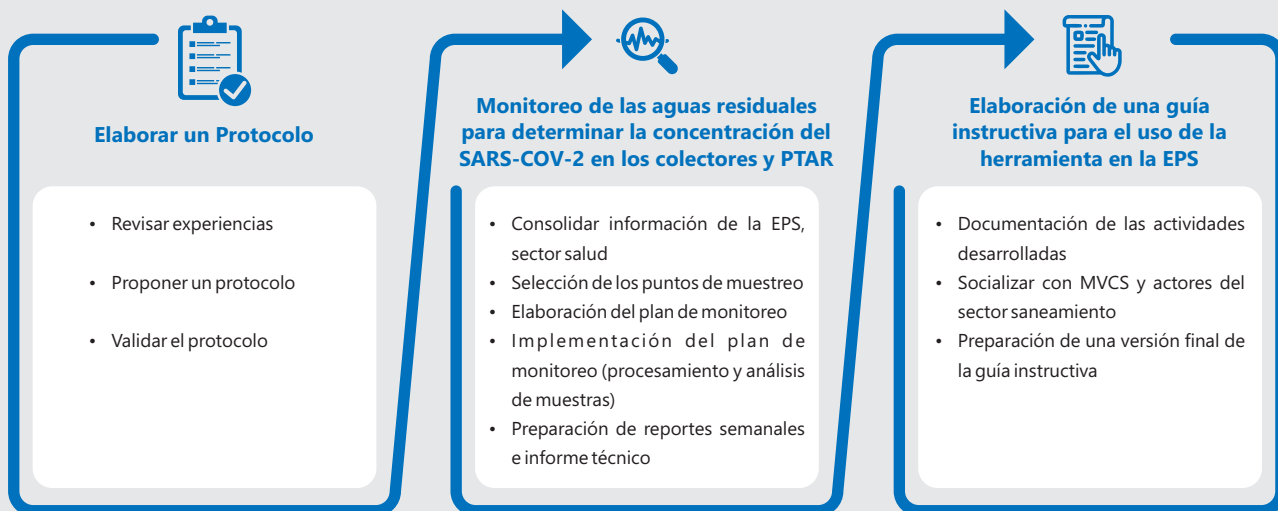 Elaborar un Protocolo
• Revisar experiencias
• Proponer un protocolo
• Validar el protocolo
Monitoreo de las aguas residuales
para determinar la concentración del
SARS-COV-2 en los colectores y PTAR
• Consolidar información de la EPS,
sector salud
• Selección de los puntos de muestreo
• Elaboración del plan de monitoreo
• Implementación del plan de
monitoreo (procesamiento y análisis
de muestras)
• Preparación de reportes semanales
e informe técnico
Elaboración de una guía
instructiva para el uso de la
herramienta en la EPS
• Documentación de las actividades
desarrolladas
• Socializar con MVCS y actores del
sector saneamiento
• Preparación de una versión final de
la guía instructiva